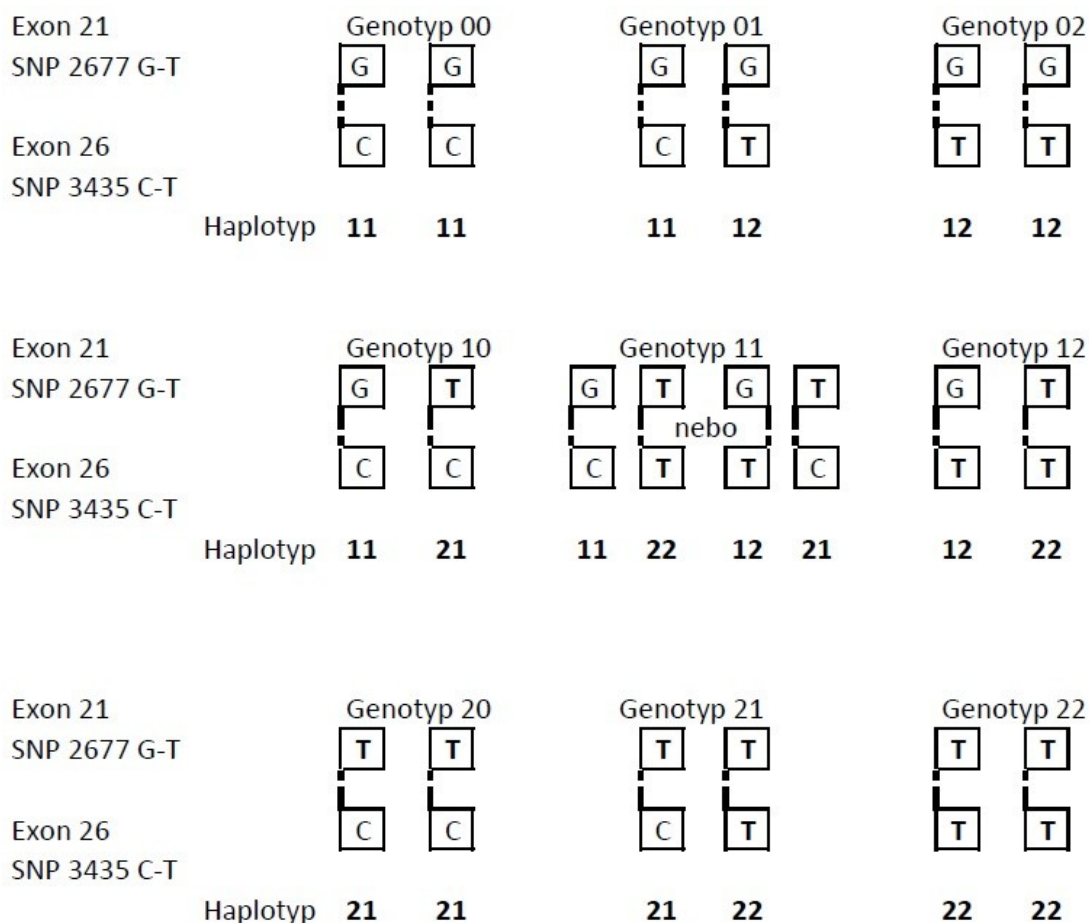 Exon 21 Genotyp 00 Genotyp 01 Genotyp 02
SNP 2677 G-T G G G G G G
Exon 26 C C C T T T
SNP 3435 C-T
Haplotyp 11 11 11 12 12 12
Exon 21 Genotyp 10 Genotyp 11 Genotyp 12
SNP 2677 G-T G T G T G T G T
nebo
Exon 26 C C C T T C T T
SNP 3435 C-T
Haplotyp 11 21 11 22 12 21 12 22
Exon 21 Genotyp 20 Genotyp 21 Genotyp 22
SNP 2677 G-T T T T T T T
Exon 26 C C C T T T
SNP 3435 C-T
Haplotyp 21 21 21 22 22 22